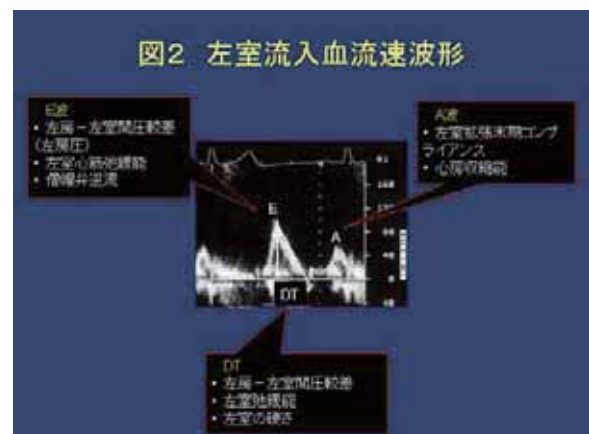 図2 左室流入血流速波形
E波
• 左房－左室間圧較差
(左房圧)
• 左室心筋弛緩能
• 僧帽弁逆流
A波
• 左室拡張末期コンプ
ライアンス
• 心房収縮能
E
A
DT
DT
• 左房－左室間圧較差
• 左室弛緩能
• 左室の硬さ